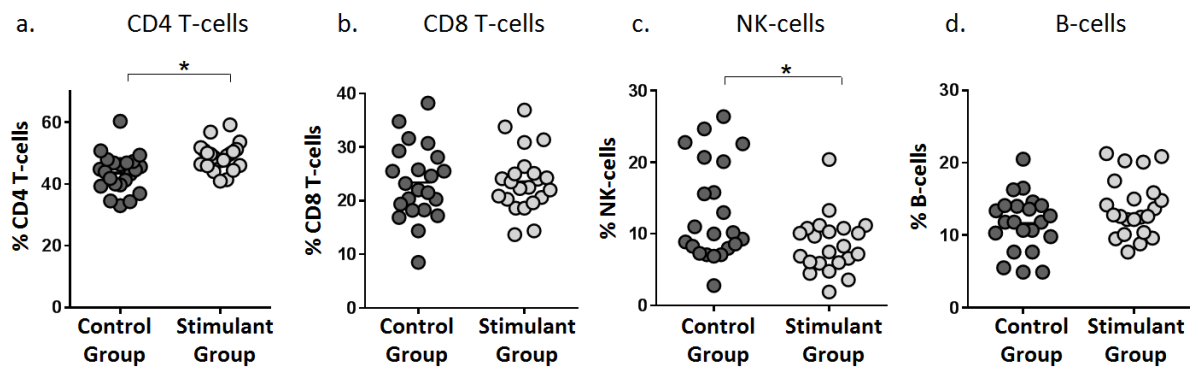 a. CD4 T-cells
b. CD8 T-cells
c. NK-cells
d. B-cells
*
% CD4 T-cells
60
40
20
0
Control Group
Stimulant Group
% CD8 T-cells
40
30
20
10
0
Control Group
Stimulant Group
*
% NK-cells
30
20
10
0
Control Group
Stimulant Group
% B-cells
30
20
10
0
Control Group
Stimulant Group